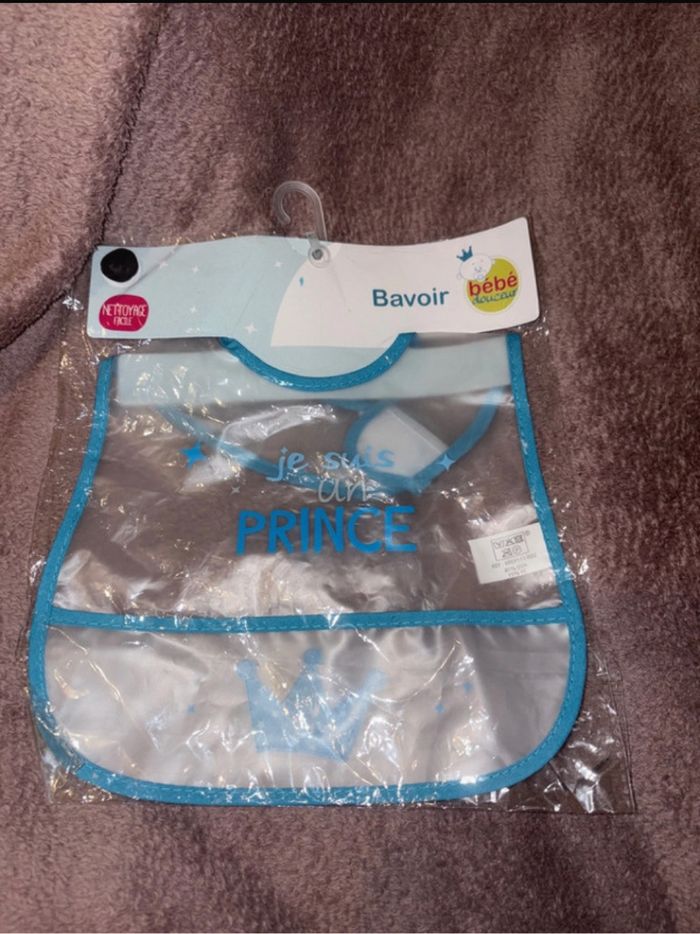 NETTOYAGE
FACILE
Bavoir
bébé
douceur
je suis
un
PRINCE